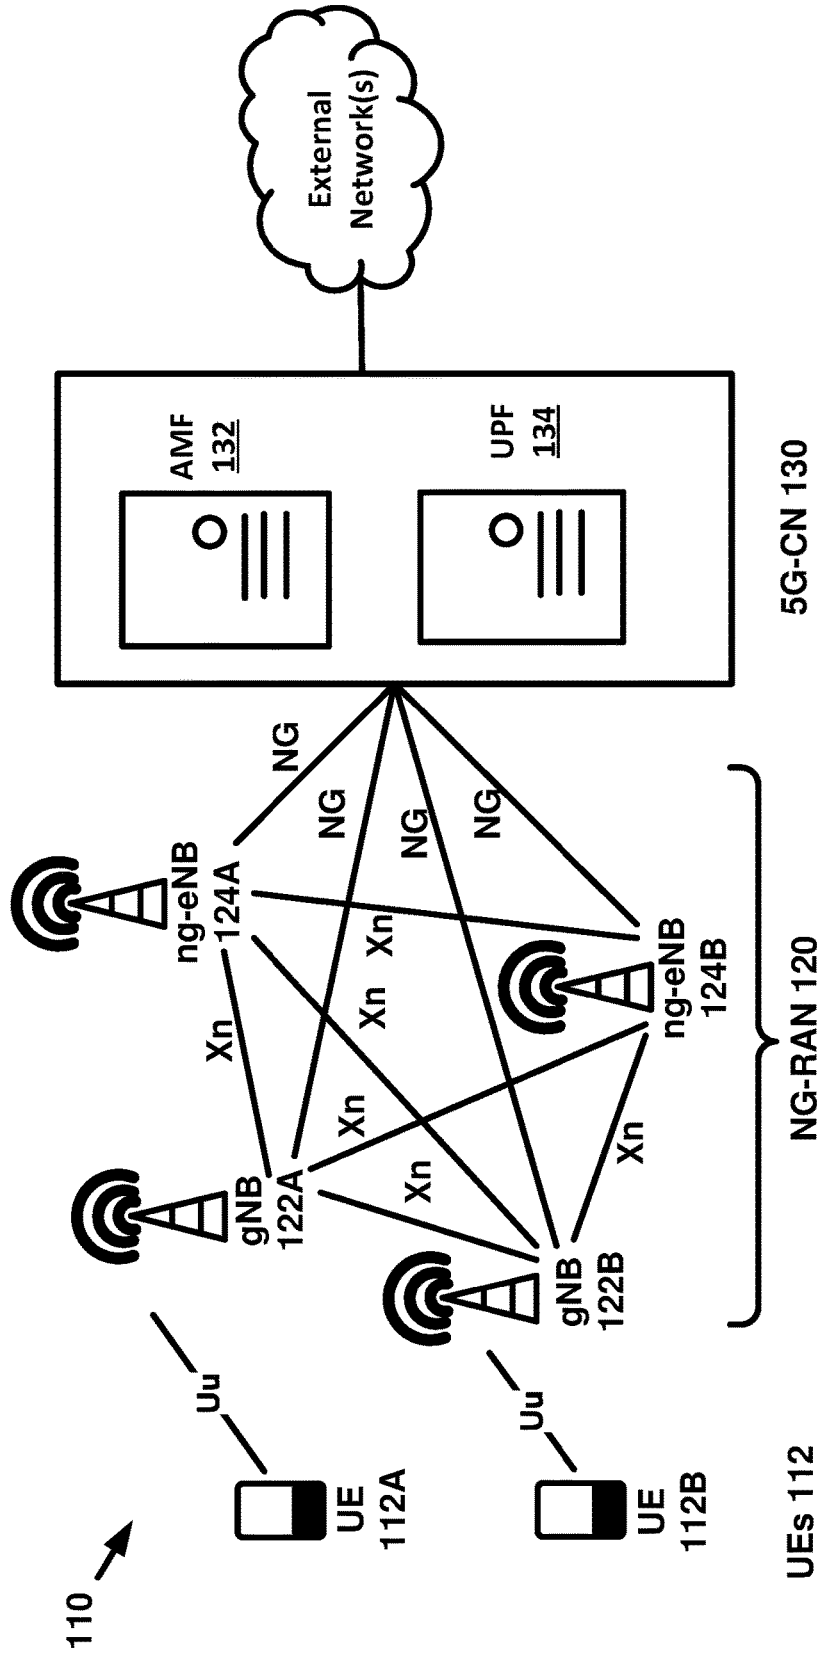 110
UE
112A
UE
112B
UEs 112
Uu
Uu
gNB
122A
gNB
122B
ng-eNB
124A
ng-eNB
124B
Xn
Xn
Xn
Xn
Xn
Xn
NG
NG
NG
NG
NG-RAN 120
AMF
132
UPF
134
5G-CN 130
External
Network(s)